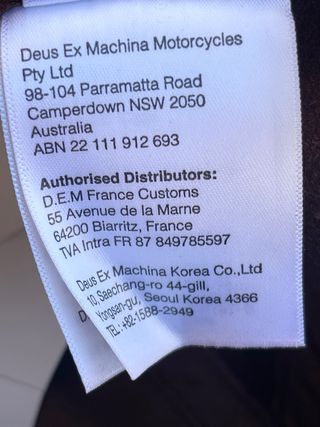 Deus Ex Machina Motorcycles
Pty Ltd
98-104 Parramatta Road
Camperdown NSW 2050
Australia
ABN 22 111 912 693
Authorised Distributors:
D.E.M France Customs
55 Avenue de la Marne
64200 Biarritz, France
TVA Intra FR 87 849785597
Deus Ex Machina Korea Co.,Ltd
10, Saechang-ro 44-gill,
Yongsan-gu, Seoul Korea 4366
TEL : +82-1588-2949